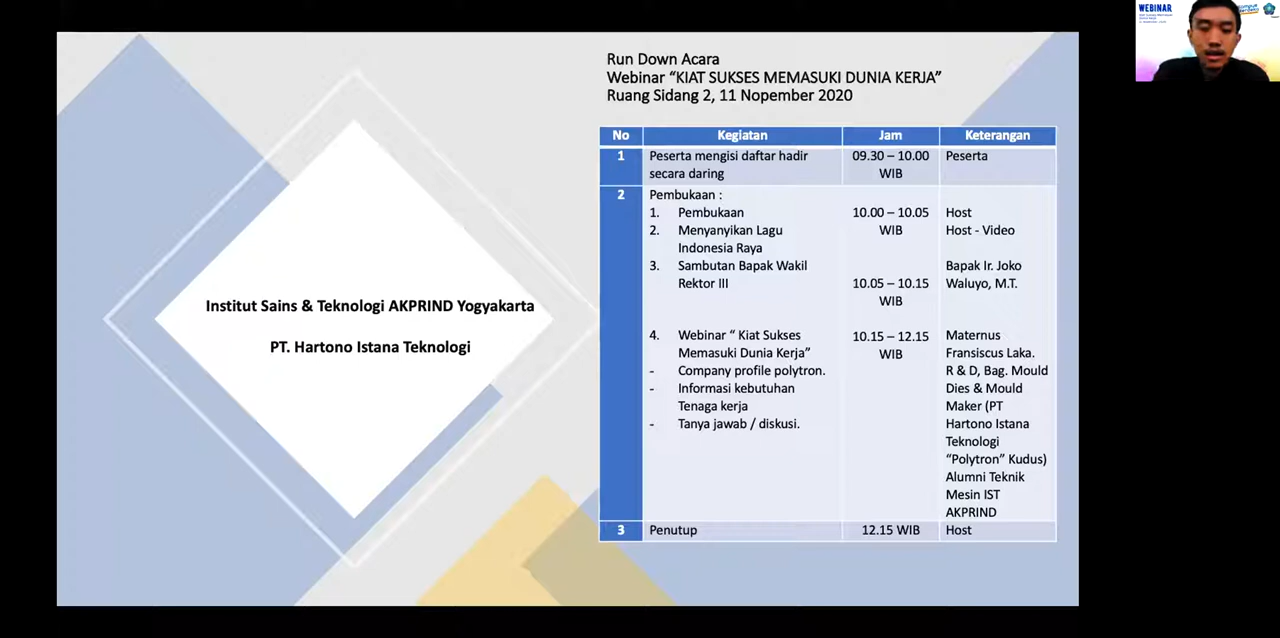 WEBINAR
Run Down Acara
Webinar “KIAT SUKSES MEMASUKI DUNIA KERJA”
Ruang Sidang 2, 11 Nopember 2020
Institut Sains & Teknologi AKPRIND Yogyakarta
PT. Hartono Istana Teknologi
No Kegiatan Jam Keterangan
1 Peserta mengisi daftar hadir 09.30 – 10.00 Peserta
secara daring WIB
2 Pembukaan :
1. Pembukaan 10.00 – 10.05 Host
2. Menyanyikan Lagu WIB Host - Video
Indonesia Raya
3. Sambutan Bapak Wakil Bapak Ir. Joko
Rektor III 10.05 – 10.15 Waluyo, M.T.
WIB
4. Webinar “ Kiat Sukses 10.15 – 12.15 Maternus
Memasuki Dunia Kerja” WIB Fransiscus Laka.
- Company profile polytron. R & D, Bag. Mould
- Informasi kebutuhan Dies & Mould
Tenaga kerja Maker (PT
- Tanya jawab / diskusi. Hartono Istana
Teknologi
“Polytron” Kudus)
Alumni Teknik
Mesin IST
AKPRIND
3 Penutup 12.15 WIB Host